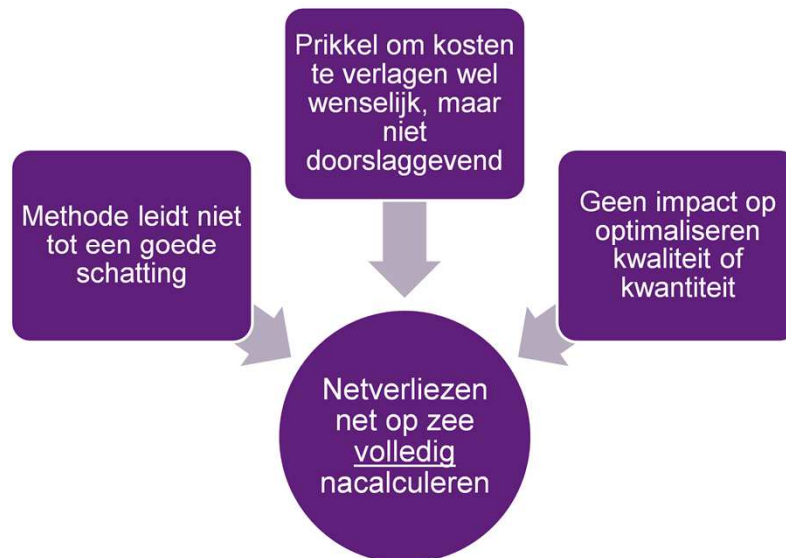 Prikkel om kosten
te verlagen wel
wenselijk, maar
niet
doorslaggevend
Methode leidt niet
tot een goede
schatting
Geen impact op
optimaliseren
kwaliteit of
kwantiteit
Netverliezen
net op zee
volledig
nacalculeren